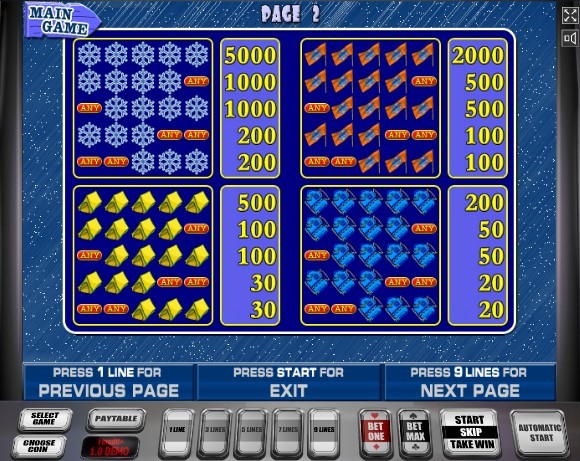 MAIN GAME
PAGE 2
5000
ANY 1000
ANY 1000
ANY ANY 200
ANY ANY 200
2000
ANY 500
ANY 500
ANY ANY 100
ANY ANY 100
500
ANY 100
ANY 100
ANY ANY 30
ANY ANY 30
200
ANY 50
ANY 50
ANY ANY 20
ANY ANY 20
PRESS 1 LINE FOR
PREVIOUS PAGE
PRESS START FOR
EXIT
PRESS 9 LINES FOR
NEXT PAGE
SELECT GAME
CHOOSE COIN
PAYTABLE
1.0 DEMO
1 LINE
3 LINES
5 LINES
7 LINES
9 LINES
BET ONE
BET MAX
START
SKIP
TAKE WIN
AUTOMATIC START